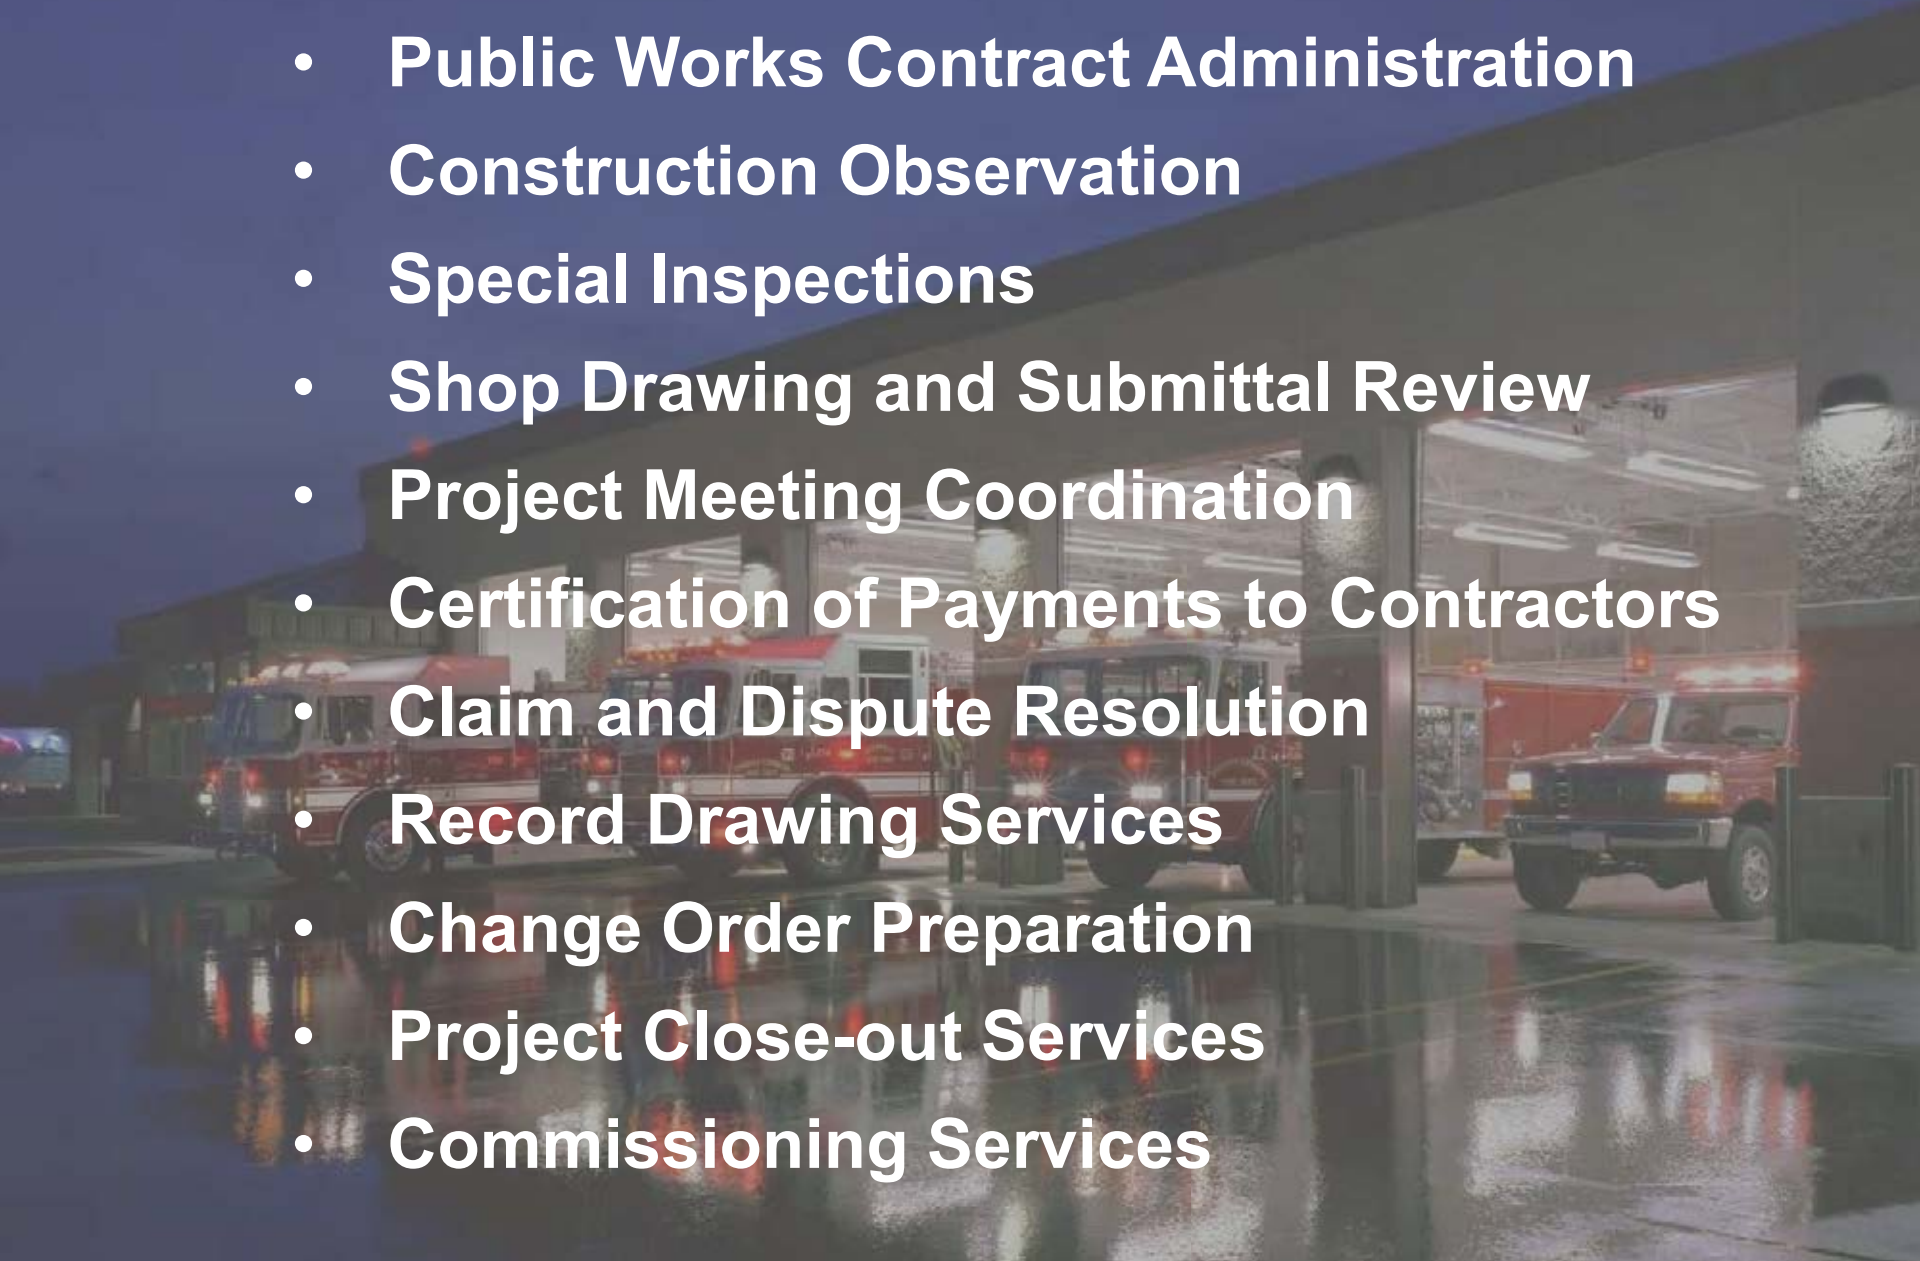 • Public Works Contract Administration
• Construction Observation
• Special Inspections
• Shop Drawing and Submittal Review
• Project Meeting Coordination
• Certification of Payments to Contractors
• Claim and Dispute Resolution
• Record Drawing Services
• Change Order Preparation
• Project Close-out Services
• Commissioning Services